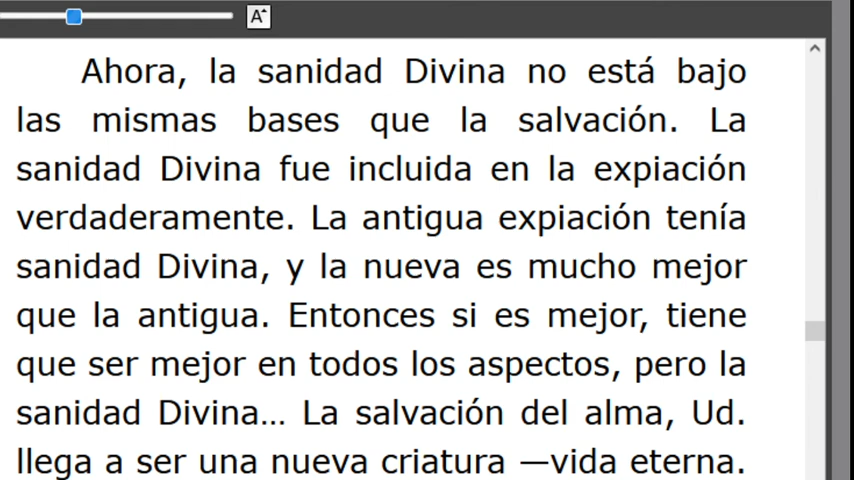 A
Ahora, la sanidad Divina no está bajo
las mismas bases que la salvación. La
sanidad Divina fue incluida en la expiación
verdaderamente. La antigua expiación tenía
sanidad Divina, y la nueva es mucho mejor
que la antigua. Entonces si es mejor, tiene
que ser mejor en todos los aspectos, pero la
sanidad Divina... La salvación del alma, Ud.
llega a ser una nueva criatura —vida eterna.